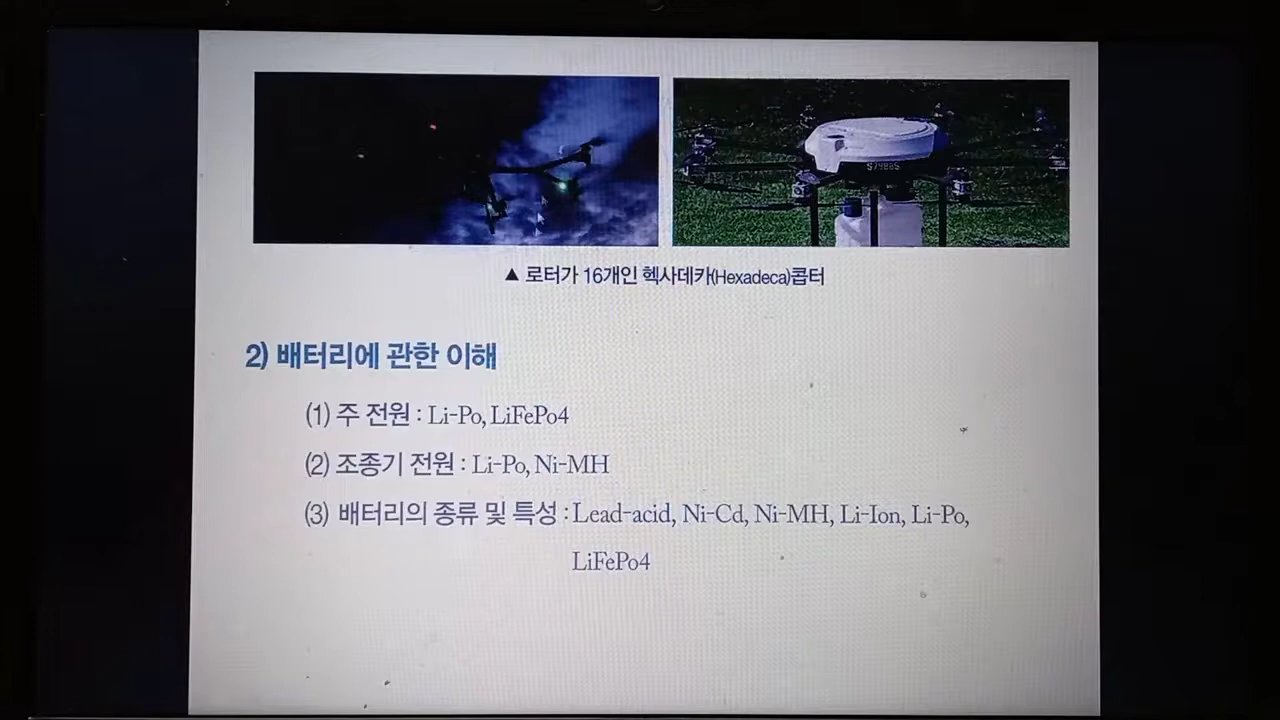 S79885
▲ 로터가 16개인 헥사데카(Hexadeca)콥터
2) 배터리에 관한 이해
(1) 주 전원 : Li-Po, LiFePo4
(2) 조종기 전원 : Li-Po, Ni-MH
(3) 배터리의 종류 및 특성 : Lead-acid, Ni-Cd, Ni-MH, Li-Ion, Li-Po,
LiFePo4